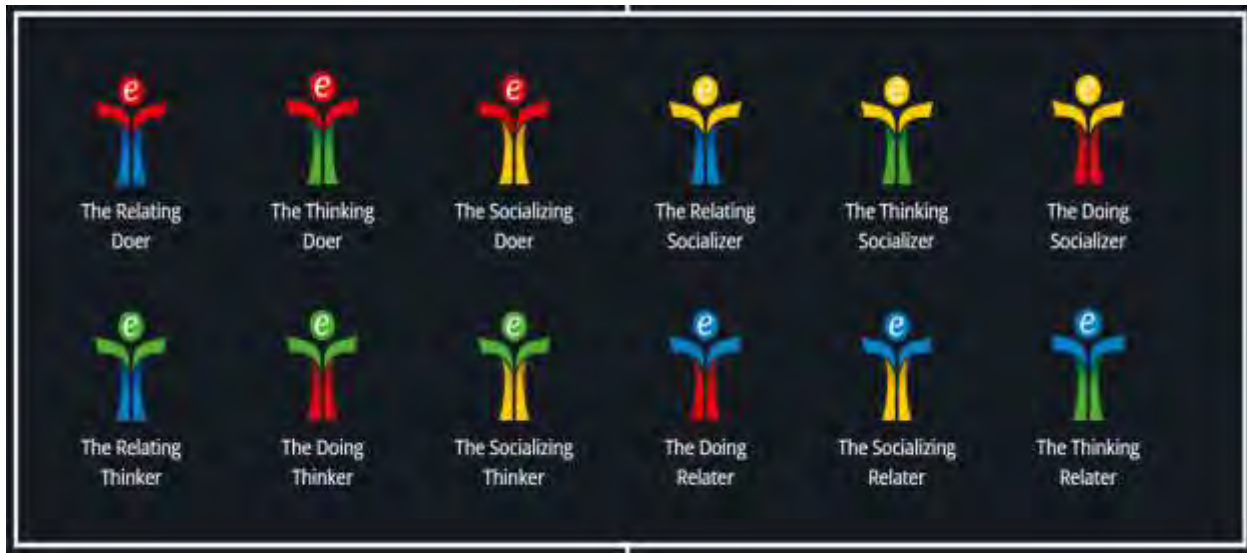 e e e e e e
The Relating The Thinking The Socializing The Relating The Thinking The Doing
Doer Doer Doer Socializer Socializer Socializer
e e e e e e
The Relating The Doing The Socializing The Doing The Socializing The Thinking
Thinker Thinker Thinker Relater Relater Relater